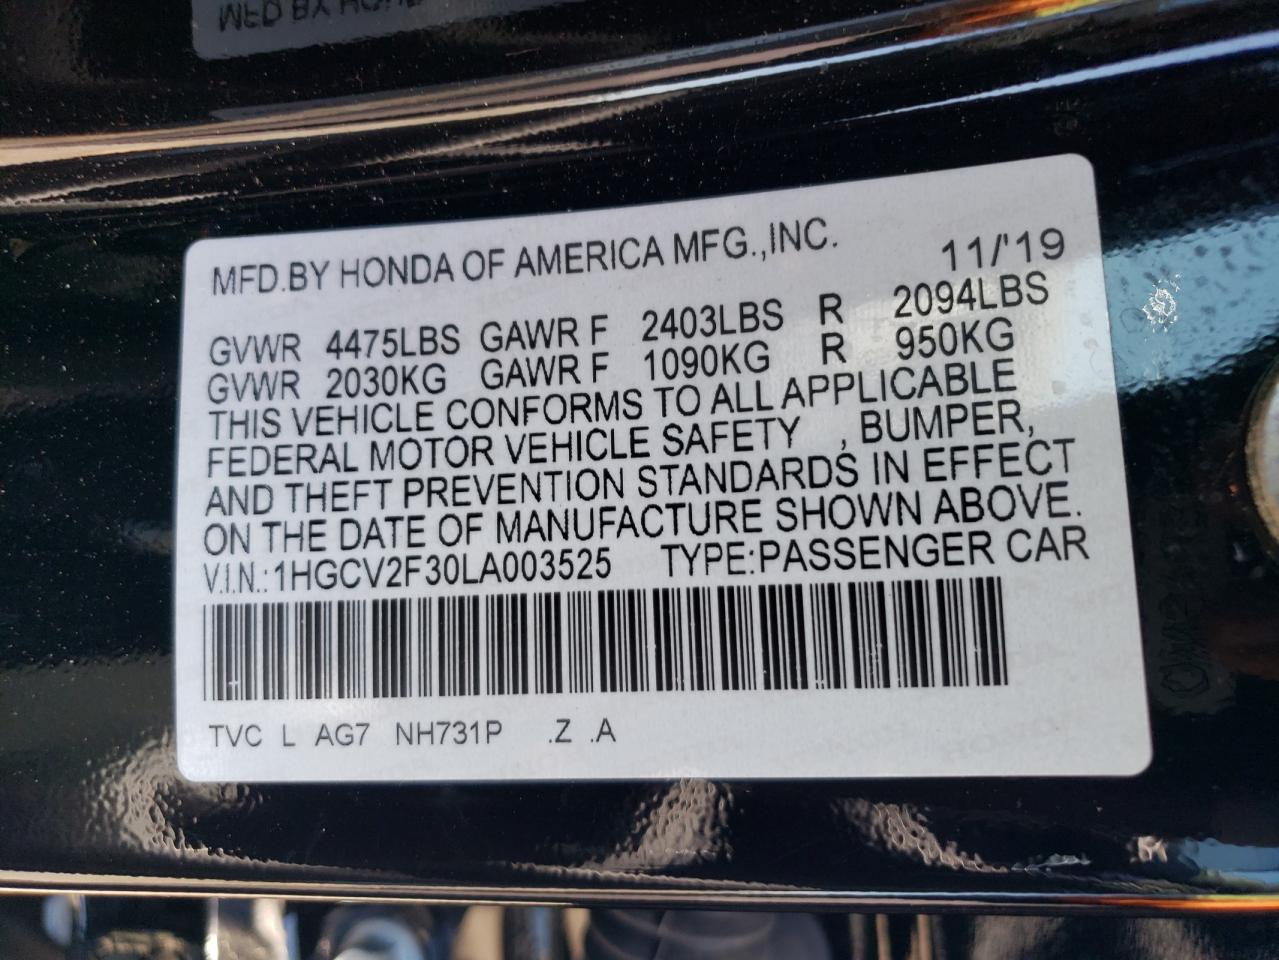 MFD.BY HONDA OF AMERICA MFG.,INC. 11/'19
GVWR 4475LBS GAWR F 2403LBS R 2094LBS
GVWR 2030KG GAWR F 1090KG R 950KG
THIS VEHICLE CONFORMS TO ALL APPLICABLE
FEDERAL MOTOR VEHICLE SAFETY , BUMPER,
AND THEFT PREVENTION STANDARDS IN EFFECT
ON THE DATE OF MANUFACTURE SHOWN ABOVE.
V.I.N.:1HGCV2F30LA003525 TYPE:PASSENGER CAR
TVC L AG7 NH731P .Z .A